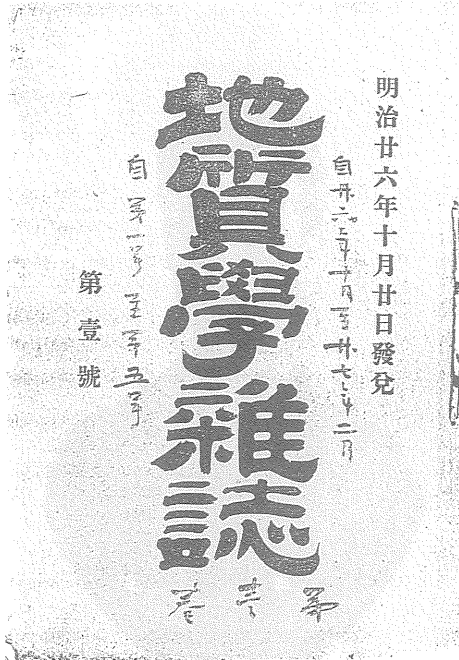 明治廿六年十月廿日發兌
自廿六年十月至廿七年二月
地質學雜誌
自第一号至第五号
第壹號
第壱巻